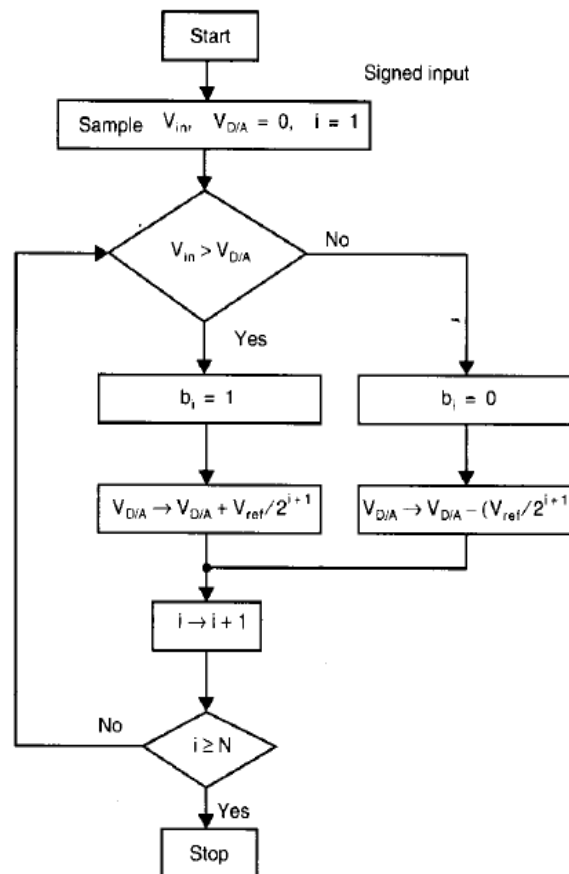 Start
Signed input
Sample V_in, V_D/A = 0, i = 1
V_in > V_D/A
No
Yes
b_i = 1
b_i = 0
V_D/A → V_D/A + V_ref/2^{i+1}
V_D/A → V_D/A – (V_ref/2^{i+1}
i → i + 1
No
i ≥ N
Yes
Stop